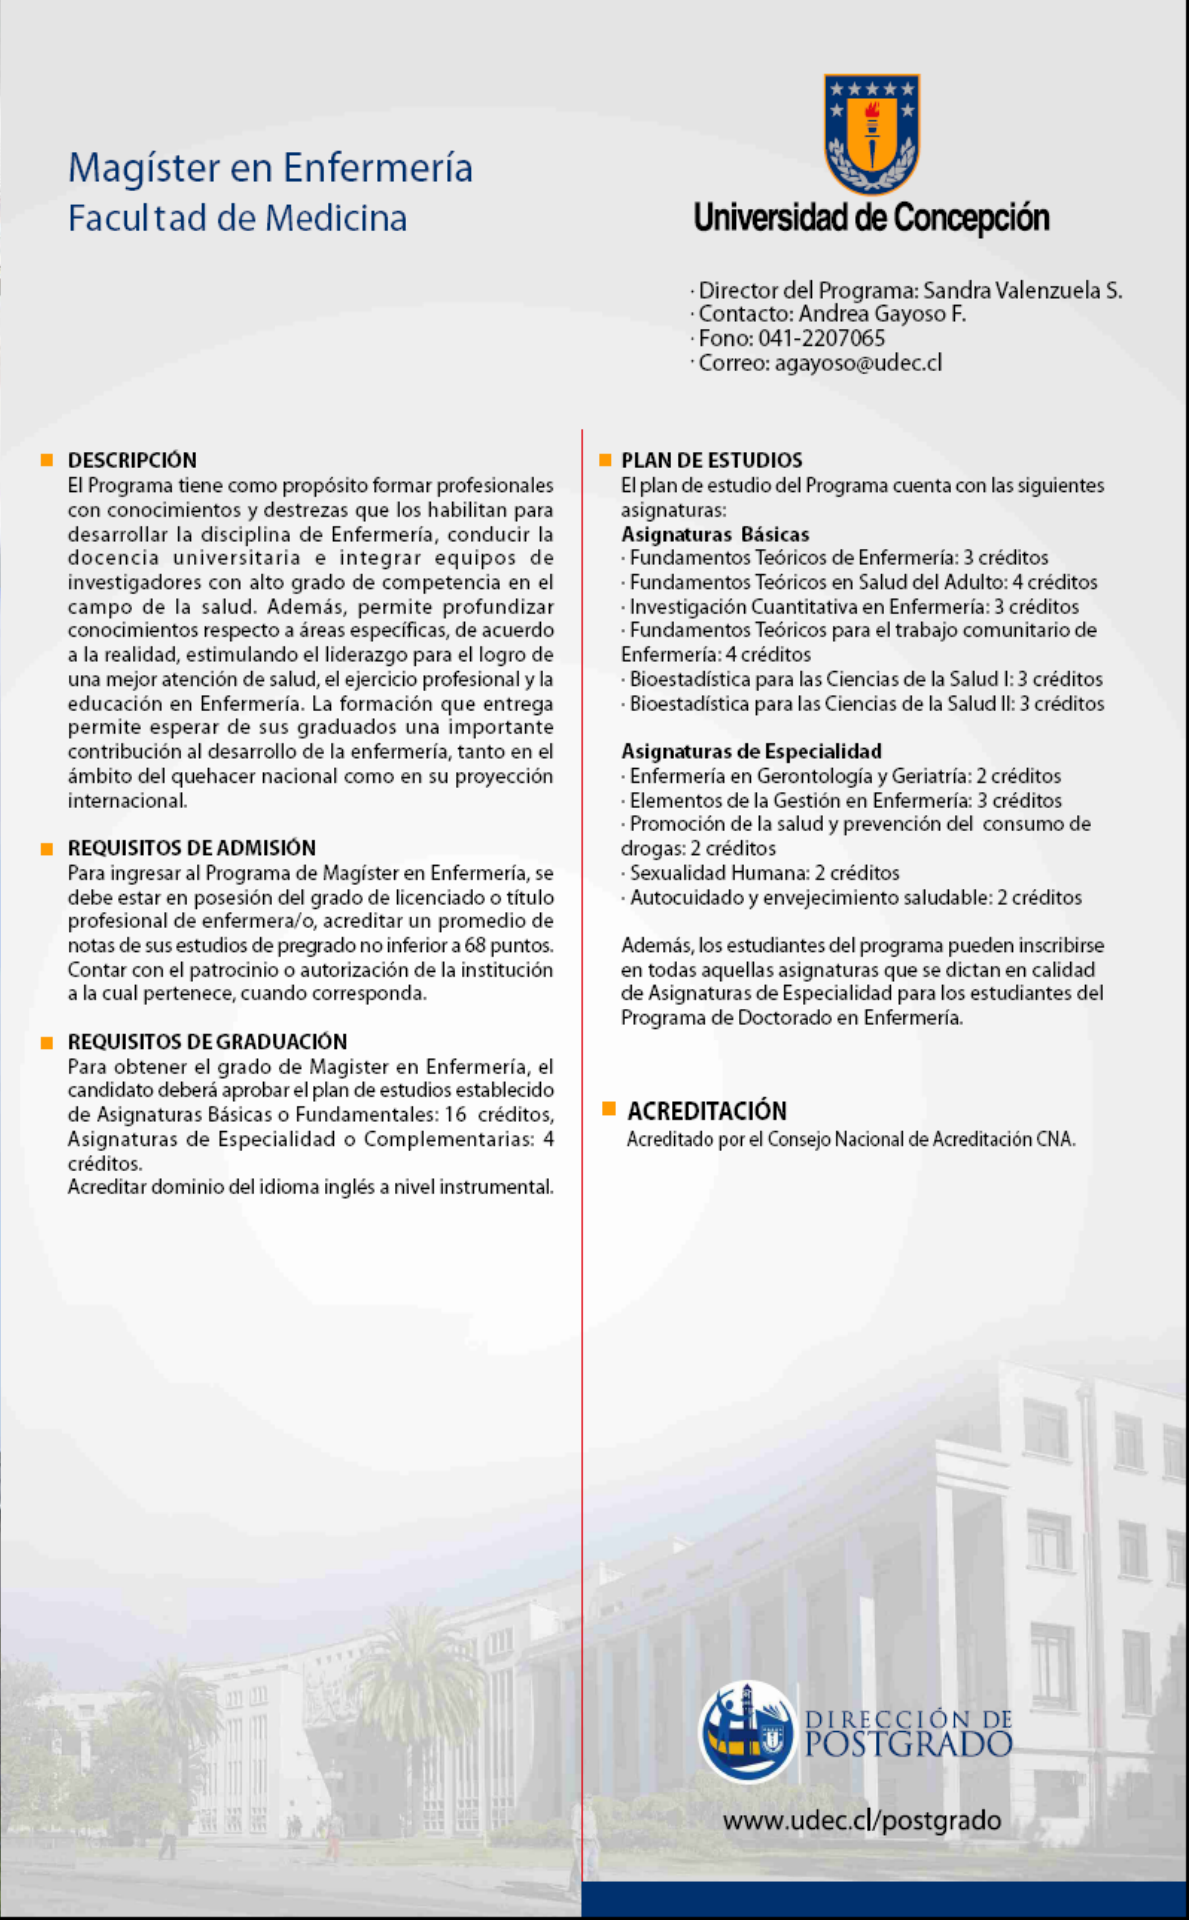 Magíster en Enfermería
Facultad de Medicina
Universidad de Concepción
· Director del Programa: Sandra Valenzuela S.
· Contacto: Andrea Gayoso F.
· Fono: 041-2207065
· Correo: agayoso@udec.cl
DESCRIPCIÓN
El Programa tiene como propósito formar profesionales
con conocimientos y destrezas que los habilitan para
desarrollar la disciplina de Enfermería, conducir la
docencia universitaria e integrar equipos de
investigadores con alto grado de competencia en el
campo de la salud. Además, permite profundizar
conocimientos respecto a áreas específicas, de acuerdo
a la realidad, estimulando el liderazgo para el logro de
una mejor atención de salud, el ejercicio profesional y la
educación en Enfermería. La formación que entrega
permite esperar de sus graduados una importante
contribución al desarrollo de la enfermería, tanto en el
ámbito del quehacer nacional como en su proyección
internacional.
REQUISITOS DE ADMISIÓN
Para ingresar al Programa de Magíster en Enfermería, se
debe estar en posesión del grado de licenciado o título
profesional de enfermera/o, acreditar un promedio de
notas de sus estudios de pregrado no inferior a 68 puntos.
Contar con el patrocinio o autorización de la institución
a la cual pertenece, cuando corresponda.
REQUISITOS DE GRADUACIÓN
Para obtener el grado de Magister en Enfermería, el
candidato deberá aprobar el plan de estudios establecido
de Asignaturas Básicas o Fundamentales: 16 créditos,
Asignaturas de Especialidad o Complementarias: 4
créditos.
Acreditar dominio del idioma inglés a nivel instrumental.
PLAN DE ESTUDIOS
El plan de estudio del Programa cuenta con las siguientes
asignaturas:
Asignaturas Básicas
· Fundamentos Teóricos de Enfermería: 3 créditos
· Fundamentos Teóricos en Salud del Adulto: 4 créditos
· Investigación Cuantitativa en Enfermería: 3 créditos
· Fundamentos Teóricos para el trabajo comunitario de
Enfermería: 4 créditos
· Bioestadística para las Ciencias de la Salud I: 3 créditos
· Bioestadística para las Ciencias de la Salud II: 3 créditos
Asignaturas de Especialidad
· Enfermería en Gerontología y Geriatría: 2 créditos
· Elementos de la Gestión en Enfermería: 3 créditos
· Promoción de la salud y prevención del consumo de
drogas: 2 créditos
· Sexualidad Humana: 2 créditos
· Autocuidado y envejecimiento saludable: 2 créditos
Además, los estudiantes del programa pueden inscribirse
en todas aquellas asignaturas que se dictan en calidad
de Asignaturas de Especialidad para los estudiantes del
Programa de Doctorado en Enfermería.
ACREDITACIÓN
Acreditado por el Consejo Nacional de Acreditación CNA.
DIRECCIÓN DE
POSTGRADO
www.udec.cl/postgrado